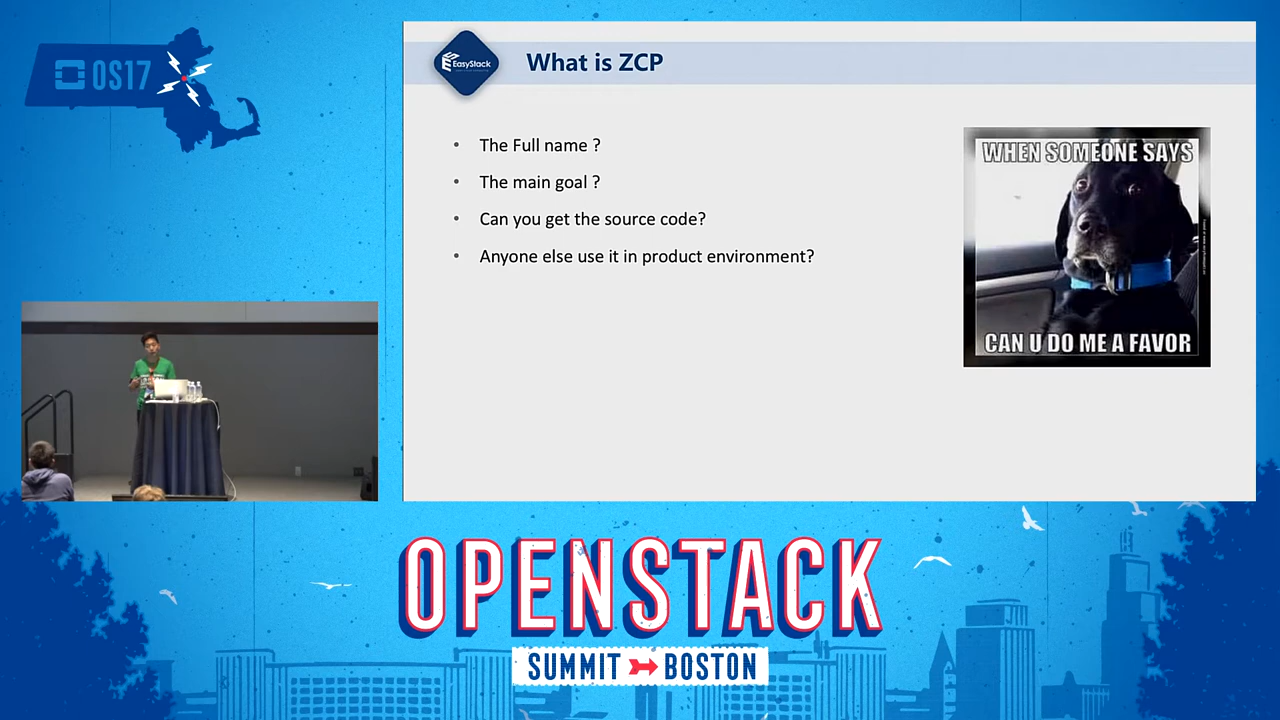 OS17
EasyStack
What is ZCP
• The Full name ?
• The main goal ?
• Can you get the source code?
• Anyone else use it in product environment?
WHEN SOMEONE SAYS
CAN U DO ME A FAVOR
OPENSTACK
SUMMIT BOSTON